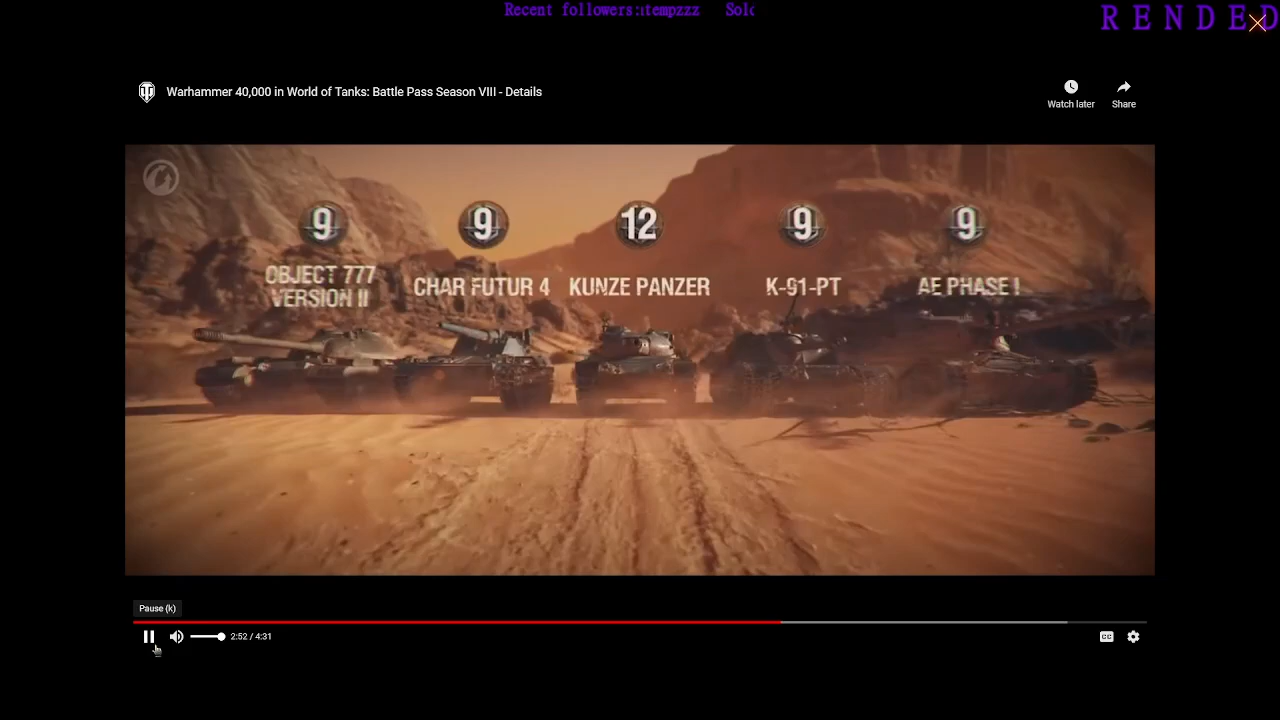 Recent followers: itempzzz
R E N D E D
Warhammer 40,000 in World of Tanks: Battle Pass Season VIII - Details
Watch later
Share
9
9
12
9
9
OBJECT 777
VERSION II
CHAR FUTUR 4
KUNZE PANZER
K-91-PT
AE PHASE I
Pause (k)
2:52 / 4:31
CC